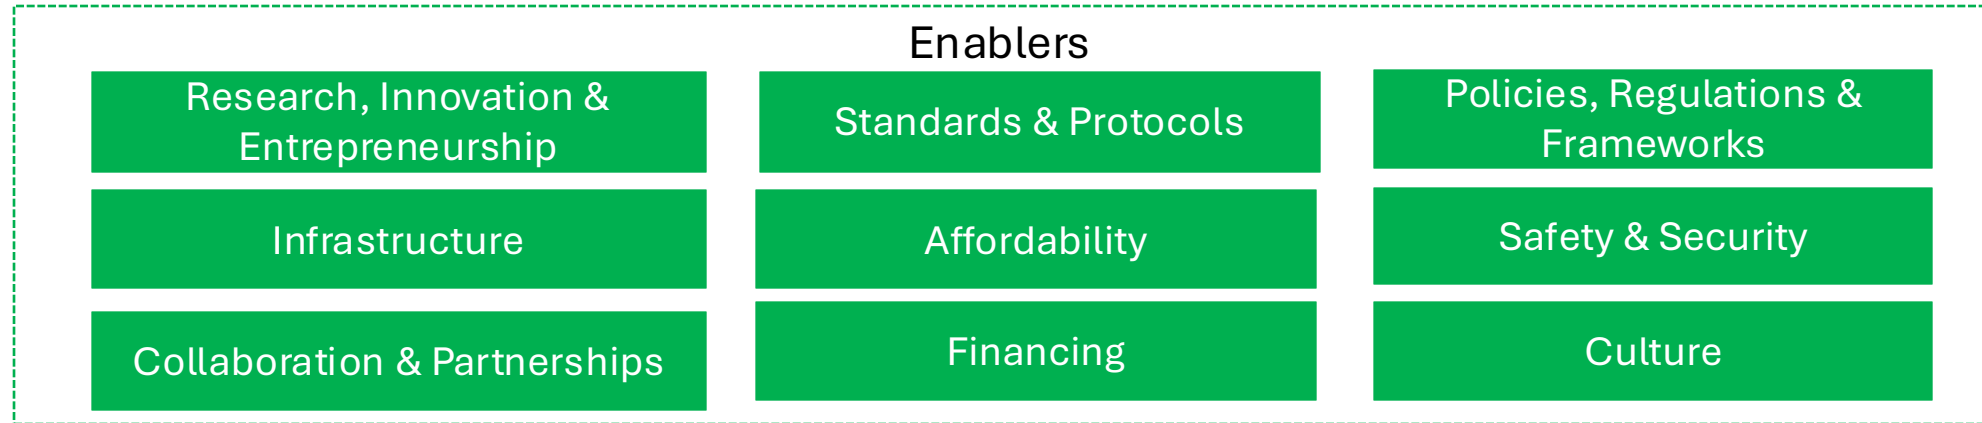 Enablers
Research, Innovation &
Entrepreneurship
Standards & Protocols
Policies, Regulations &
Frameworks
Infrastructure
Affordability
Safety & Security
Collaboration & Partnerships
Financing
Culture